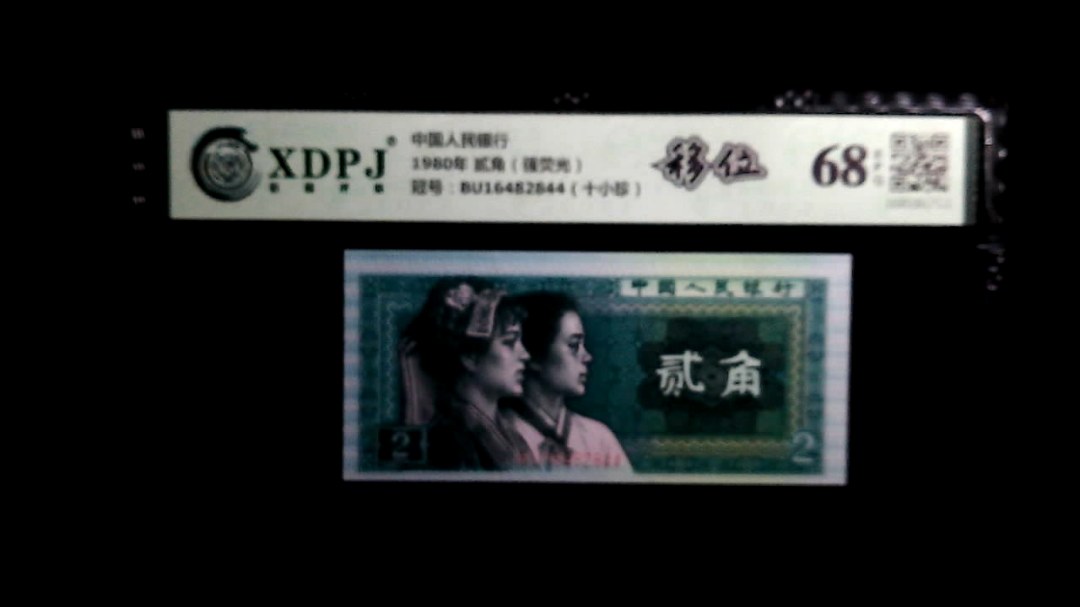 XDPJ®
中国人民银行
1980年 贰角（强荧光）
冠号：BU16482844（十小珍）
移位
68
中国人民银行
贰角
2
2